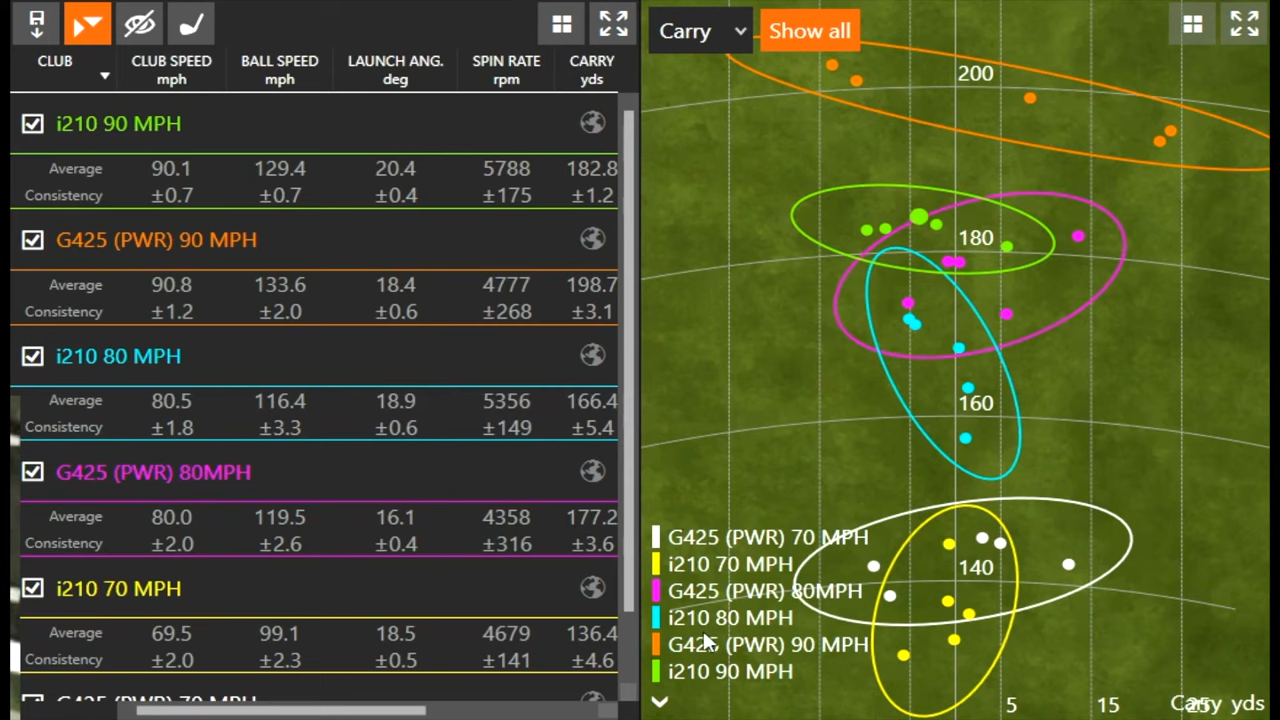 CLUB CLUB SPEED mph BALL SPEED mph LAUNCH ANG. deg SPIN RATE rpm CARRY yds
i210 90 MPH
Average 90.1 129.4 20.4 5788 182.8
Consistency ±0.7 ±0.7 ±0.4 ±175 ±1.2
G425 (PWR) 90 MPH
Average 90.8 133.6 18.4 4777 198.7
Consistency ±1.2 ±2.0 ±0.6 ±268 ±3.1
i210 80 MPH
Average 80.5 116.4 18.9 5356 166.4
Consistency ±1.8 ±3.3 ±0.6 ±149 ±5.4
G425 (PWR) 80MPH
Average 80.0 119.5 16.1 4358 177.2
Consistency ±2.0 ±2.6 ±0.4 ±316 ±3.6
i210 70 MPH
Average 69.5 99.1 18.5 4679 136.4
Consistency ±2.0 ±2.3 ±0.5 ±141 ±4.6
G425 (PWR) 70 MPH
Carry Show all
200
180
160
140
G425 (PWR) 70 MPH
i210 70 MPH
G425 (PWR) 80MPH
i210 80 MPH
G425 (PWR) 90 MPH
i210 90 MPH
5 15 25
Carry yds